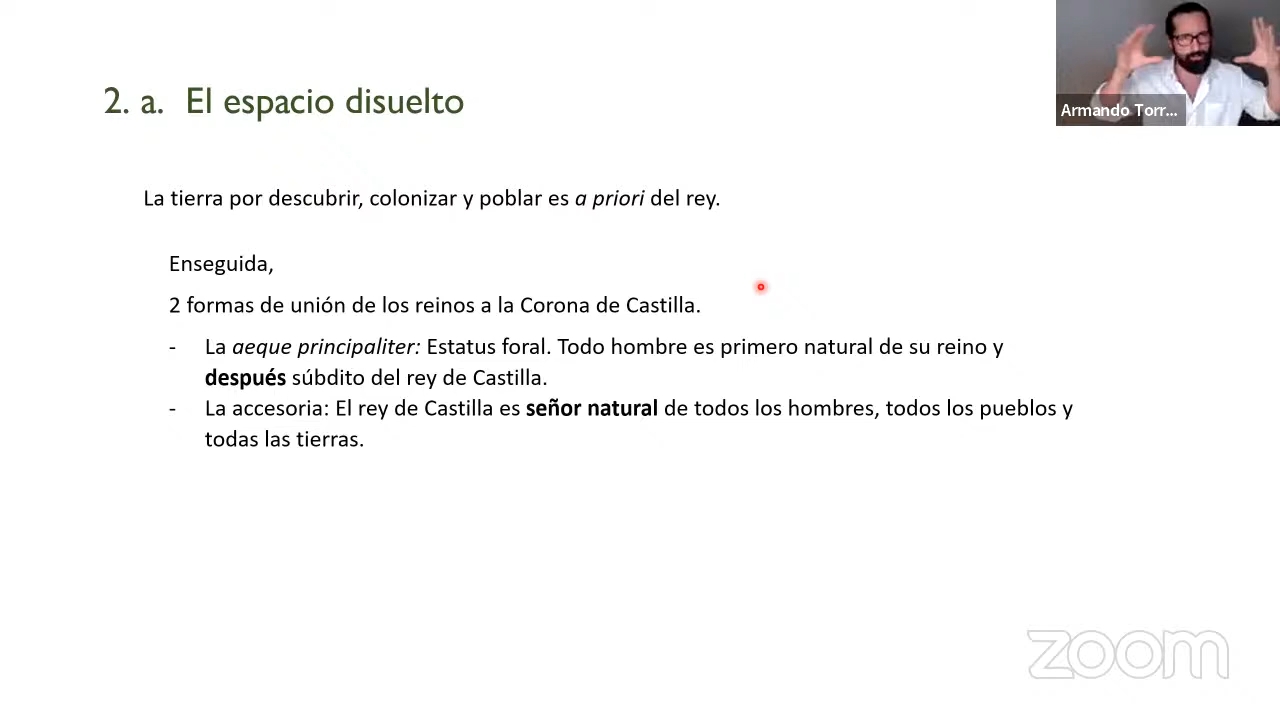 2. a. El espacio disuelto
Armando Torr...
La tierra por descubrir, colonizar y poblar es a priori del rey.
Enseguida,
2 formas de unión de los reinos a la Corona de Castilla.
- La aeque principaliter: Estatus foral. Todo hombre es primero natural de su reino y
después súbdito del rey de Castilla.
- La accesoria: El rey de Castilla es señor natural de todos los hombres, todos los pueblos y
todas las tierras.
zoom